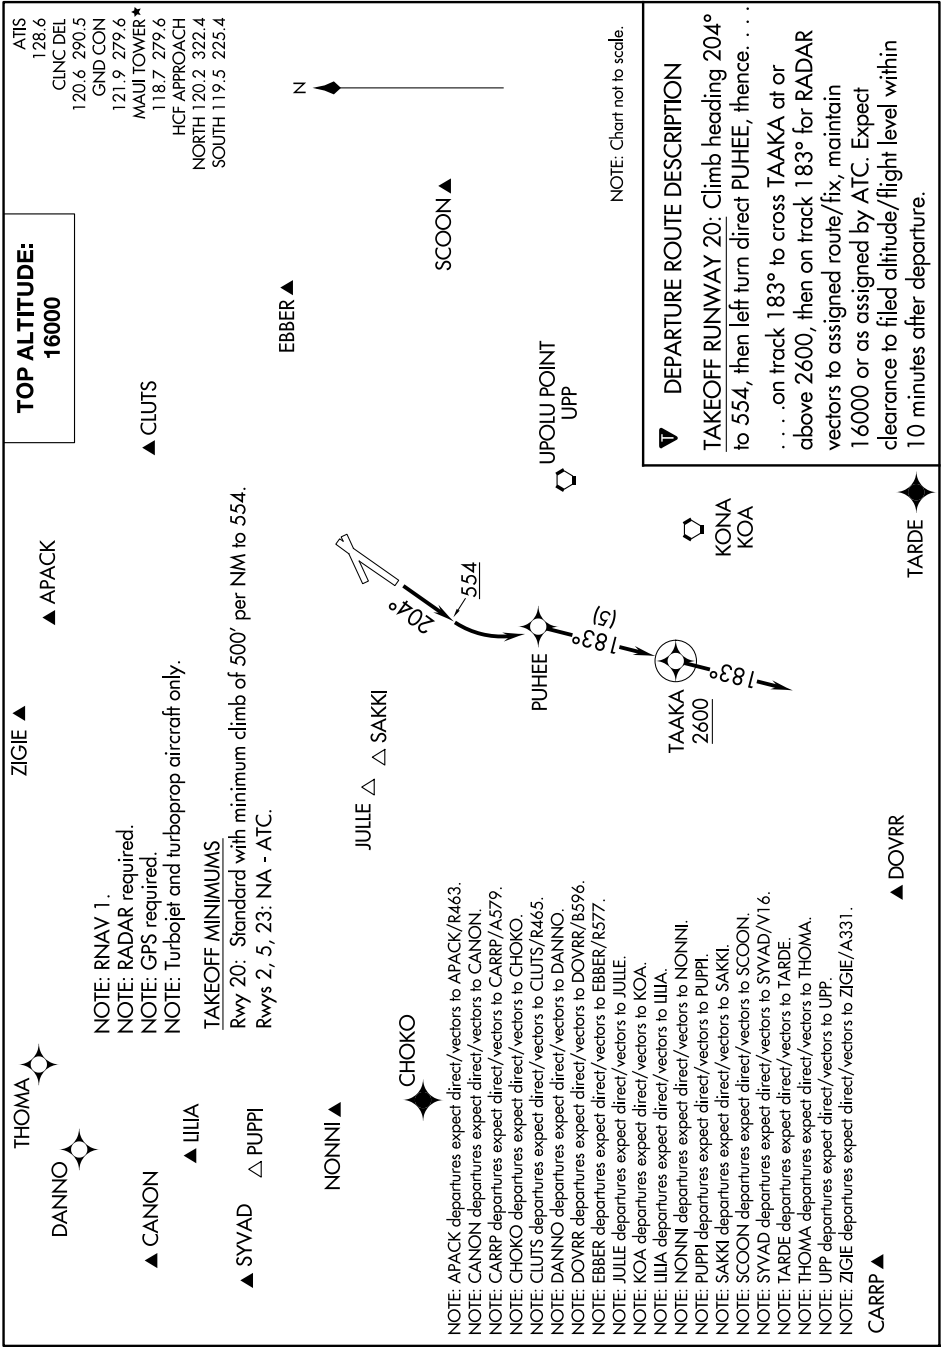 TOP ALTITUDE:
16000
ATIS
128.6
CLNC DEL
120.6 290.5
GND CON
121.9 279.6
MAUI TOWER★
118.7 279.6
HCF APPROACH
NORTH 120.2 322.4
SOUTH 119.5 225.4
THOMA
DANNO
ZIGIE
APACK
CANON
LILIA
CLUTS
SYVAD
PUPPI
EBBER
NONNI
CHOKO
JULLE
SAKKI
SCOON
N
NOTE: RNAV 1.
NOTE: RADAR required.
NOTE: GPS required.
NOTE: Turbojet and turboprop aircraft only.
TAKEOFF MINIMUMS
Rwy 20: Standard with minimum climb of 500' per NM to 554.
Rwys 2, 5, 23: NA - ATC.
204°
554
PUHEE
183°
(5)
TAAKA
2600
183°
UPOLU POINT
UPP
KONA
KOA
TARDE
DOVRR
CARRP
NOTE: Chart not to scale.
NOTE: APACK departures expect direct/vectors to APACK/R463.
NOTE: CANON departures expect direct/vectors to CANON.
NOTE: CARRP departures expect direct/vectors to CARRP/A579.
NOTE: CHOKO departures expect direct/vectors to CHOKO.
NOTE: CLUTS departures expect direct/vectors to CLUTS/R465.
NOTE: DANNO departures expect direct/vectors to DANNO.
NOTE: DOVRR departures expect direct/vectors to DOVRR/B596.
NOTE: EBBER departures expect direct/vectors to EBBER/R577.
NOTE: JULLE departures expect direct/vectors to JULLE.
NOTE: KOA departures expect direct/vectors to KOA.
NOTE: LILIA departures expect direct/vectors to LILIA.
NOTE: NONNI departures expect direct/vectors to NONNI.
NOTE: PUPPI departures expect direct/vectors to PUPPI.
NOTE: SAKKI departures expect direct/vectors to SAKKI.
NOTE: SCOON departures expect direct/vectors to SCOON.
NOTE: SYVAD departures expect direct/vectors to SYVAD/V16.
NOTE: TARDE departures expect direct/vectors to TARDE.
NOTE: THOMA departures expect direct/vectors to THOMA.
NOTE: UPP departures expect direct/vectors to UPP.
NOTE: ZIGIE departures expect direct/vectors to ZIGIE/A331.
T DEPARTURE ROUTE DESCRIPTION
TAKEOFF RUNWAY 20: Climb heading 204°
to 554, then left turn direct PUHEE, thence. . . .
. . . .on track 183° to cross TAAKA at or
above 2600, then on track 183° for RADAR
vectors to assigned route/fix, maintain
16000 or as assigned by ATC. Expect
clearance to filed altitude/flight level within
10 minutes after departure.